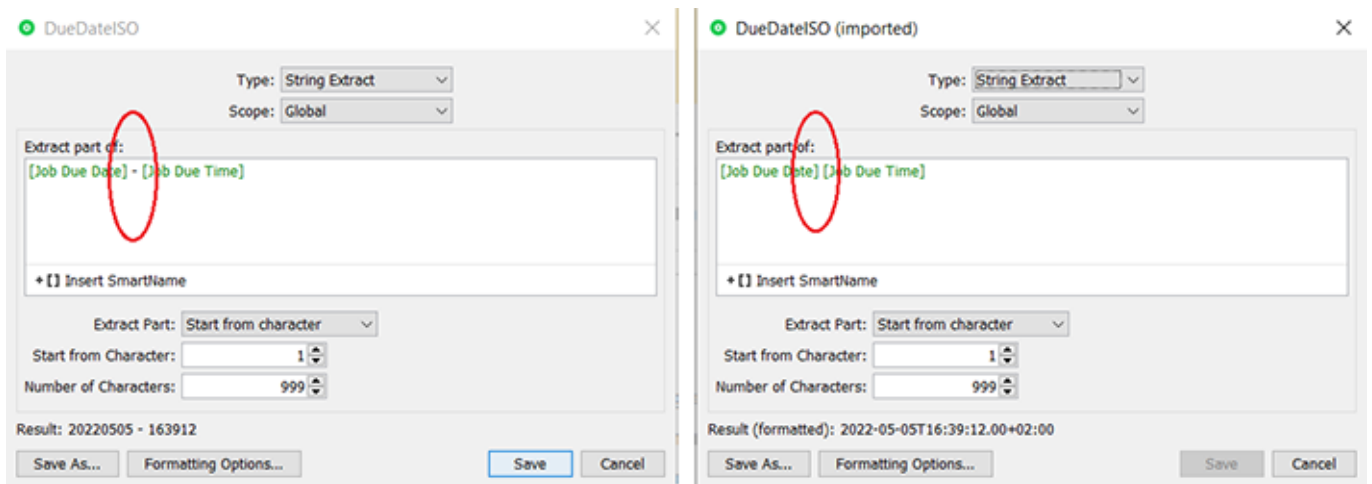 DueDateISO
Type: String Extract
Scope: Global
Extract part of:
[Job Due Date] - [Job Due Time]
+[] Insert SmartName
Extract Part: Start from character
Start from Character: 1
Number of Characters: 999
Result: 20220505 - 163912
Save As... Formatting Options... Save Cancel
DueDateISO (imported)
Type: String Extract
Scope: Global
Extract part of:
[Job Due Date] [Job Due Time]
+[] Insert SmartName
Extract Part: Start from character
Start from Character: 1
Number of Characters: 999
Result (formatted): 2022-05-05T16:39:12.00+02:00
Save As... Formatting Options... Save Cancel